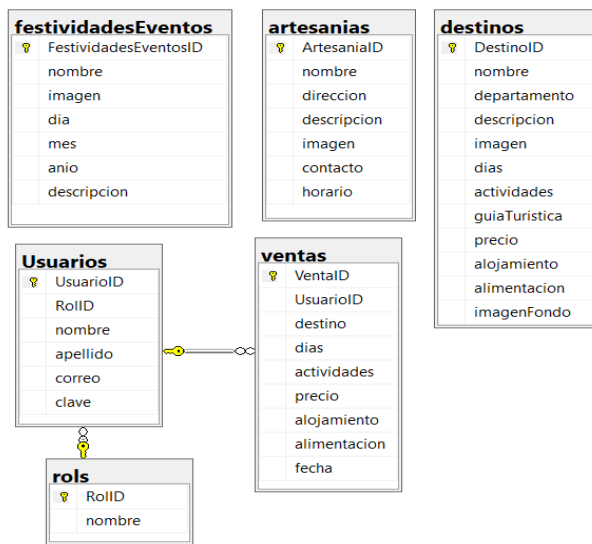 festividadesEventos
FestividadesEventosID
nombre
imagen
dia
mes
anio
descripcion
artesanias
ArtesaniaID
nombre
direccion
descripcion
imagen
contacto
horario
destinos
DestinoID
nombre
departamento
descripcion
imagen
dias
actividades
guiaTuristica
precio
alojamiento
alimentacion
imagenFondo
Usuarios
UsuarioID
RolID
nombre
apellido
correo
clave
ventas
VentaID
UsuarioID
destino
dias
actividades
precio
alojamiento
alimentacion
fecha
rols
RolID
nombre